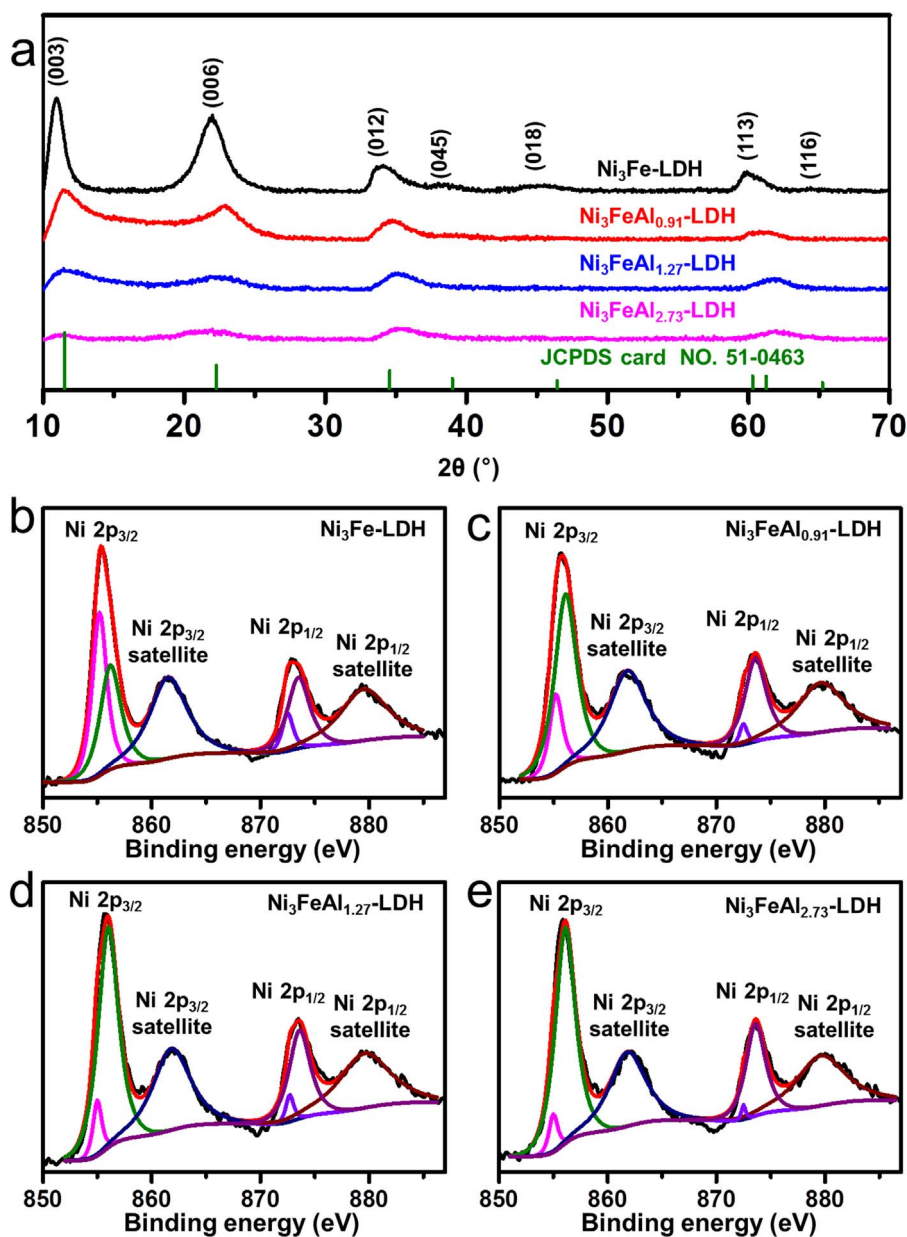 a
(003)
(006)
(012)
(045)
(018)
(113)
(116)
Ni₃Fe-LDH
Ni₃FeAl₀.₉₁-LDH
Ni₃FeAl₁.₂₇-LDH
Ni₃FeAl₂.₇₃-LDH
JCPDS card NO. 51-0463
10 20 30 40 50 60 70
2θ (°)
b
Ni 2p₃/₂
Ni₃Fe-LDH
Ni 2p₃/₂
satellite
Ni 2p₁/₂
Ni 2p₁/₂
satellite
850 860 870 880
Binding energy (eV)
c
Ni 2p₃/₂
Ni₃FeAl₀.₉₁-LDH
Ni 2p₃/₂
satellite
Ni 2p₁/₂
Ni 2p₁/₂
satellite
850 860 870 880
Binding energy (eV)
d
Ni 2p₃/₂
Ni₃FeAl₁.₂₇-LDH
Ni 2p₃/₂
satellite
Ni 2p₁/₂
Ni 2p₁/₂
satellite
850 860 870 880
Binding energy (eV)
e
Ni 2p₃/₂
Ni₃FeAl₂.₇₃-LDH
Ni 2p₃/₂
satellite
Ni 2p₁/₂
Ni 2p₁/₂
satellite
850 860 870 880
Binding energy (eV)